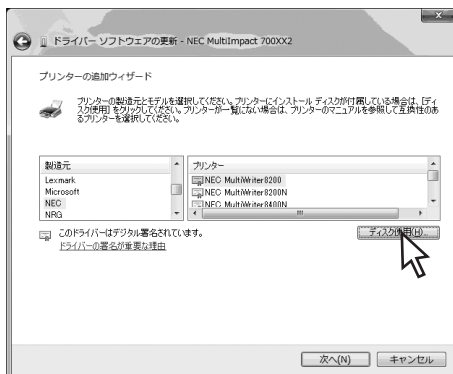 ドライバー ソフトウェアの更新 - NEC MultiImpact 700XX2
プリンターの追加ウィザード
プリンターの製造元とモデルを選択してください。プリンターにインストール ディスクが付属している場合は、[ディ
スク使用] をクリックしてください。プリンターが一覧にない場合は、プリンターのマニュアルを参照して互換性のあ
るプリンターを選択してください。
製造元
Lexmark
Microsoft
NEC
NRG
プリンター
NEC MultiWriter8200
NEC MultiWriter8200N
NEC MultiWriter8400N
このドライバーはデジタル署名されています。
ドライバーの署名が重要な理由
ディスク使用(H)...
次へ(N)
キャンセル